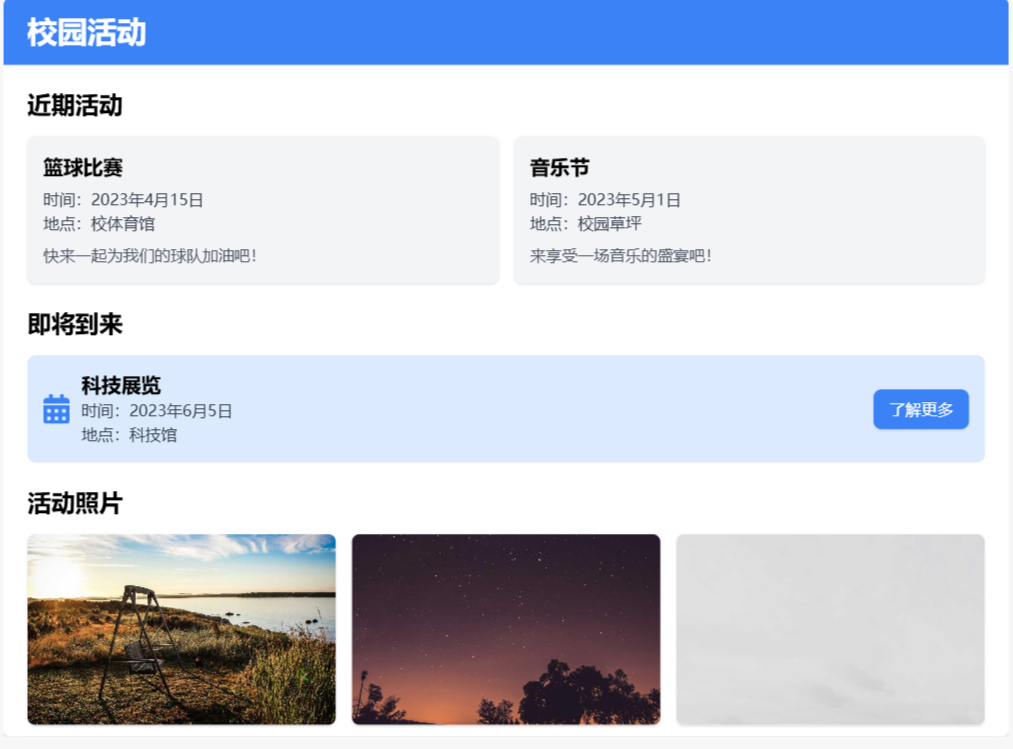 校园活动
近期活动
篮球比赛
时间：2023年4月15日
地点：校体育馆
快来一起为我们的球队加油吧！
音乐节
时间：2023年5月1日
地点：校园草坪
来享受一场音乐的盛宴吧！
即将到来
科技展览
时间：2023年6月5日
地点：科技馆
了解更多
活动照片